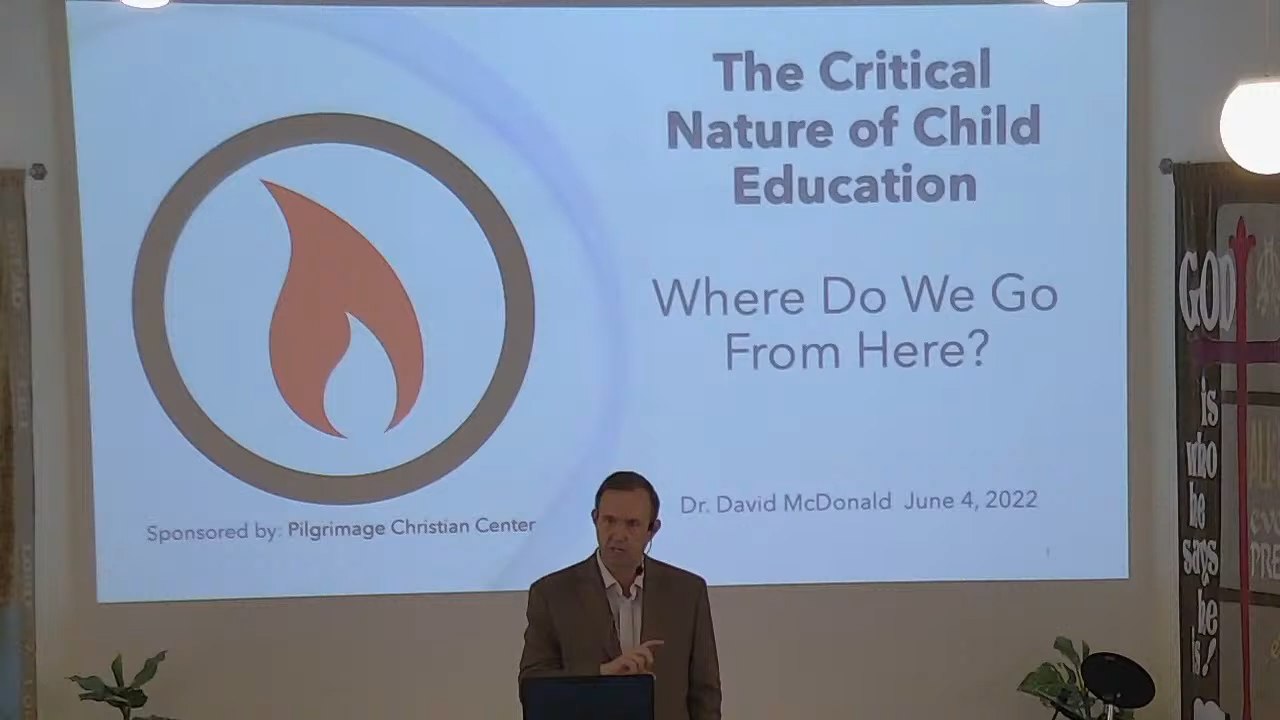 The Critical
Nature of Child
Education
Where Do We Go
From Here?
Dr. David McDonald June 4, 2022
Sponsored by: Pilgrimage Christian Center
GOD
is
who
he
says
he
is!